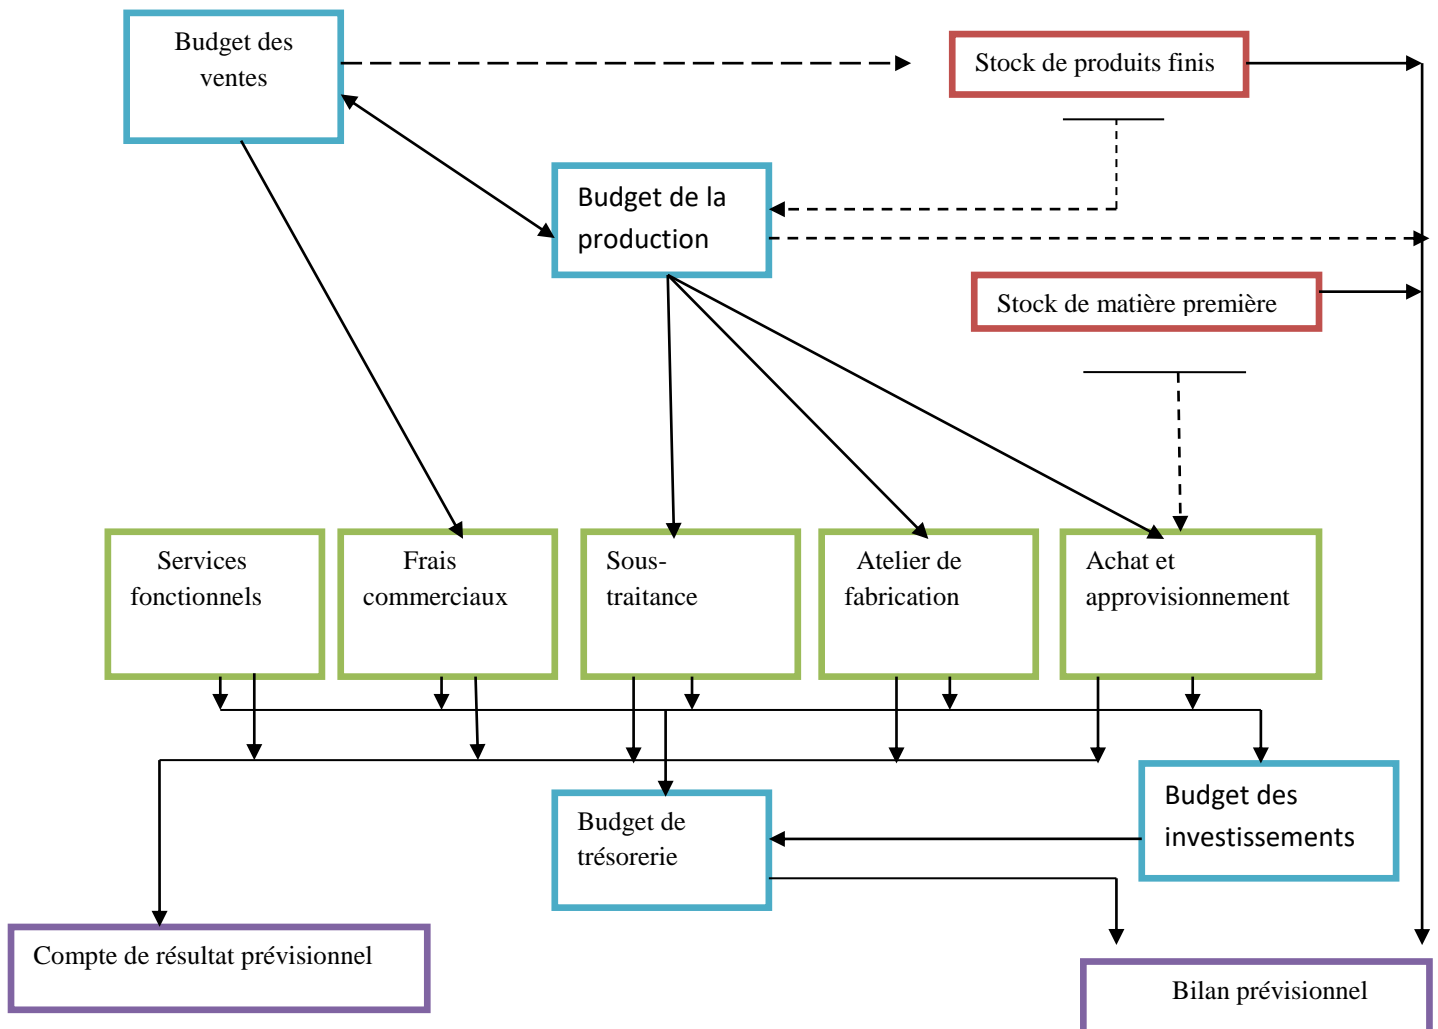 Budget des
ventes
Stock de produits finis
Budget de la
production
Stock de matière première
Services
fonctionnels
Frais
commerciaux
Sous-
traitance
Atelier de
fabrication
Achat et
approvisionnement
Budget des
investissements
Budget de
trésorerie
Compte de résultat prévisionnel
Bilan prévisionnel